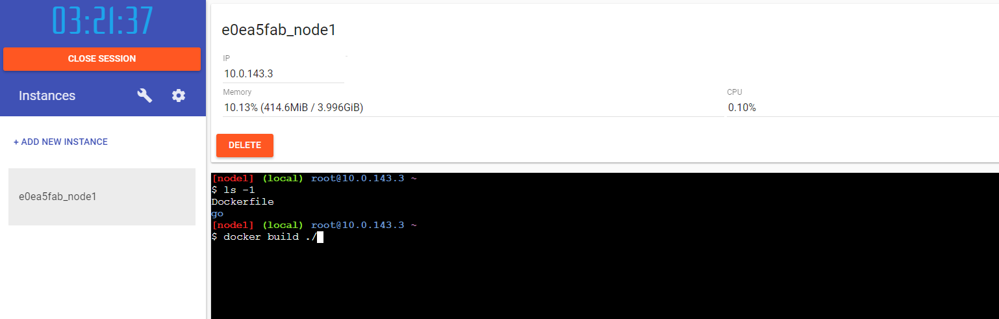 03:21:37
CLOSE SESSION
Instances
+ ADD NEW INSTANCE
e0ea5fab_node1
e0ea5fab_node1
IP
10.0.143.3
Memory
10.13% (414.6MiB / 3.996GiB)
CPU
0.10%
DELETE
[node1] (local) root@10.0.143.3 ~
$ ls -1
Dockerfile
go
[node1] (local) root@10.0.143.3 ~
$ docker build ./